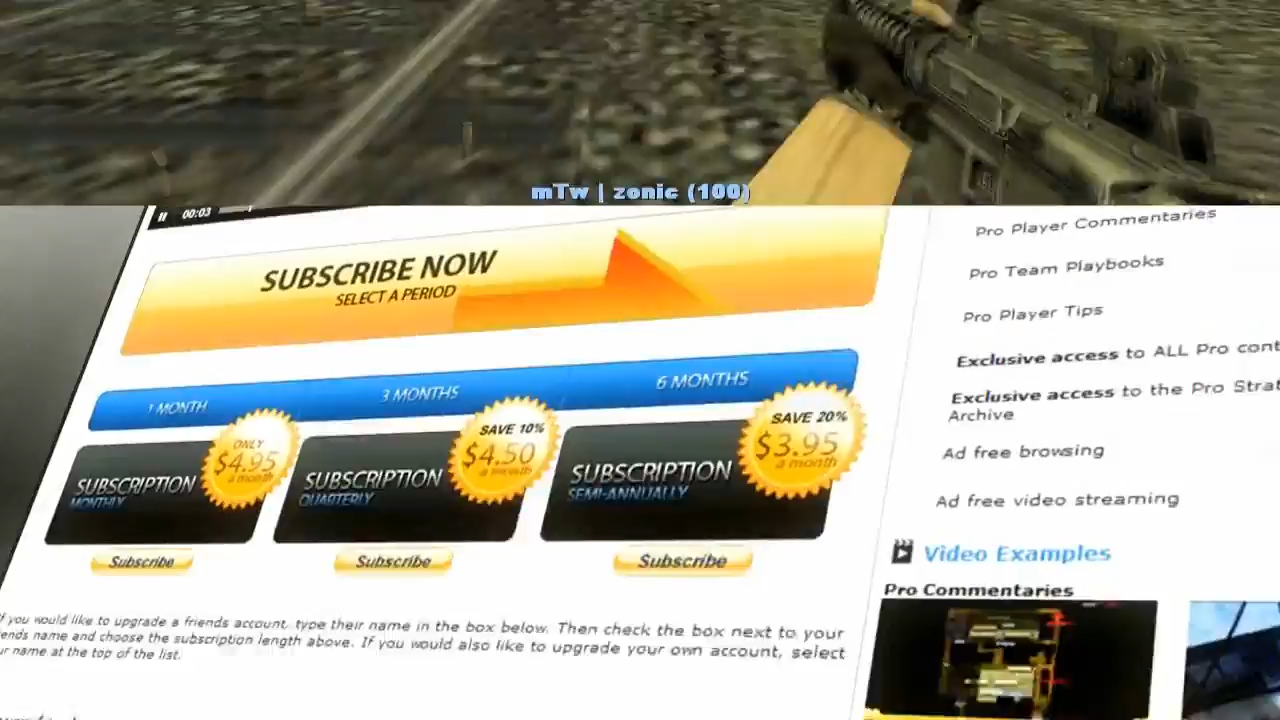 mTw | zonic (100)
00:03
SUBSCRIBE NOW
SELECT A PERIOD
1 MONTH
3 MONTHS
6 MONTHS
ONLY
$4.95
a month
SUBSCRIPTION
MONTHLY
Subscribe
SAVE 10%
$4.50
a month
SUBSCRIPTION
QUARTERLY
Subscribe
SAVE 20%
$3.95
a month
SUBSCRIPTION
SEMI-ANNUALLY
Subscribe
f you would like to upgrade a friends account, type their name in the box below. Then check the box next to your
ends name and choose the subscription length above. If you would also like to upgrade your own account, select
ur name at the top of the list.
Pro Player Commentaries
Pro Team Playbooks
Pro Player Tips
Exclusive access to ALL Pro cont
Exclusive access to the Pro Strat
Archive
Ad free browsing
Ad free video streaming
Video Examples
Pro Commentaries